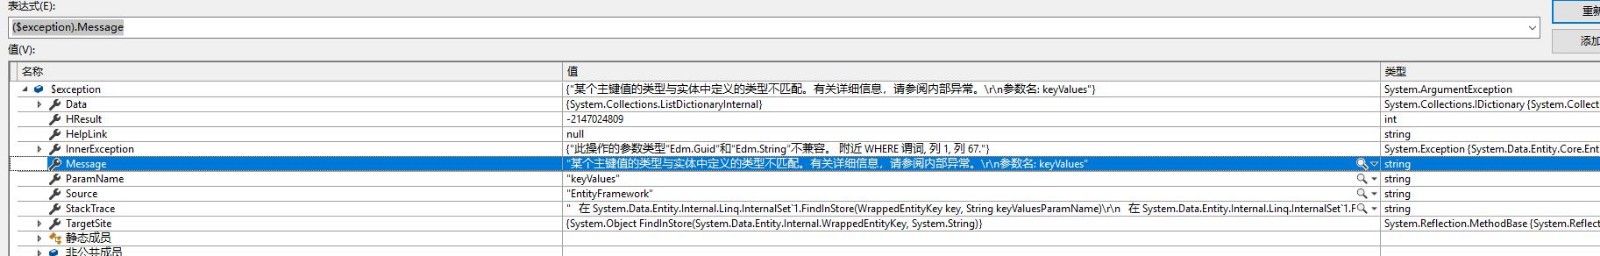 表达式(E):
重新
($exception).Message
值(V):
添加
名称 值 类型
$exception {"某个主键值的类型与实体中定义的类型不匹配。有关详细信息，请参阅内部异常。\r\n参数名: keyValues"} System.ArgumentException
Data {System.Collections.ListDictionaryInternal} System.Collections.IDictionary {System.Collect
HResult -2147024809 int
HelpLink null string
InnerException {"此操作的参数类型“Edm.Guid”和“Edm.String”不兼容。 附近 WHERE 谓词, 列 1, 列 67."} System.Exception {System.Data.Entity.Core.Ent
Message "某个主键值的类型与实体中定义的类型不匹配。有关详细信息，请参阅内部异常。\r\n参数名: keyValues" string
ParamName "keyValues" string
Source "EntityFramework" string
StackTrace " 在 System.Data.Entity.Internal.Linq.InternalSet`1.FindInStore(WrappedEntityKey key, String keyValuesParamName)\r\n 在 System.Data.Entity.Internal.Linq.InternalSet`1.F string
TargetSite {System.Object FindInStore(System.Data.Entity.Internal.WrappedEntityKey, System.String)} System.Reflection.MethodBase {System.Reflec
静态成员
非公共成员